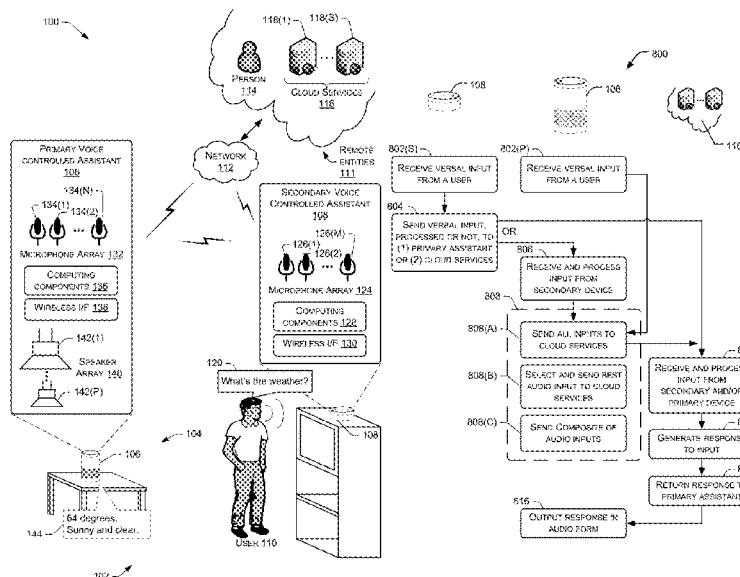 100
118(1)
118(S)
PERSON
114
CLOUD SERVICES
116
NETWORK
112
REMOTE
ENTITIES
111
PRIMARY VOICE
CONTROLLED ASSISTANT
106
134(N)
134(1)
134(2)
MICROPHONE ARRAY 132
COMPUTING
COMPONENTS 136
WIRELESS I/F 138
142(1)
SPEAKER
ARRAY 140
142(P)
SECONDARY VOICE
CONTROLLED ASSISTANT
108
126(M)
126(1)
126(2)
MICROPHONE ARRAY 124
COMPUTING
COMPONENTS 128
WIRELESS I/F 130
120
What's the weather?
104
106
108
64 degrees.
Sunny and clear.
144
USER 110
102
800
108
106
116
802(S)
RECEIVE VERBAL INPUT
FROM A USER
802(P)
RECEIVE VERBAL INPUT
FROM A USER
804
SEND VERBAL INPUT,
PROCESSED OR NOT, TO
(1) PRIMARY ASSISTANT
OR (2) CLOUD SERVICES
OR
806
RECEIVE AND PROCESS
INPUT FROM
SECONDARY DEVICE
808
808(A)
SEND ALL INPUTS TO
CLOUD SERVICES
808(B)
SELECT AND SEND BEST
AUDIO INPUT TO CLOUD
SERVICES
808(C)
SEND COMPOSITE OF
AUDIO INPUTS
RECEIVE AND PROCES
INPUT FROM
SECONDARY AND/OR
PRIMARY DEVICE
GENERATE RESPONS
TO INPUT
RETURN RESPONSE T
PRIMARY ASSISTAN
816
OUTPUT RESPONSE IN
AUDIO FORM